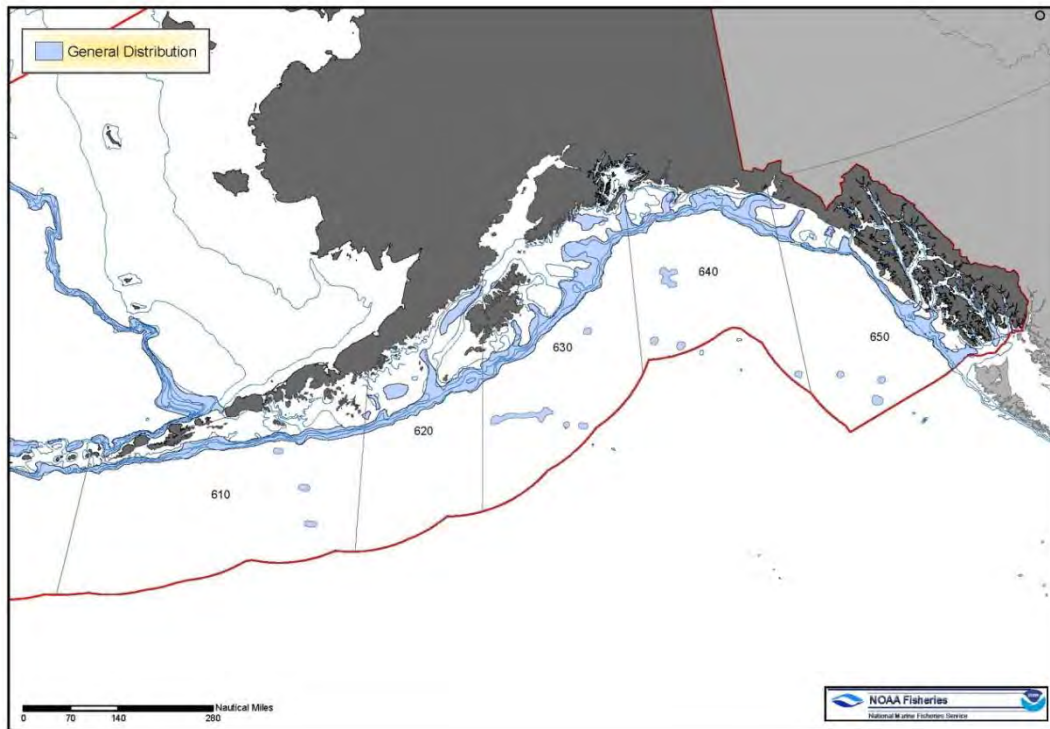 General Distribution
640
650
630
620
610
Nautical Miles
0 70 140 280
NOAA Fisheries
National Marine Fisheries Service